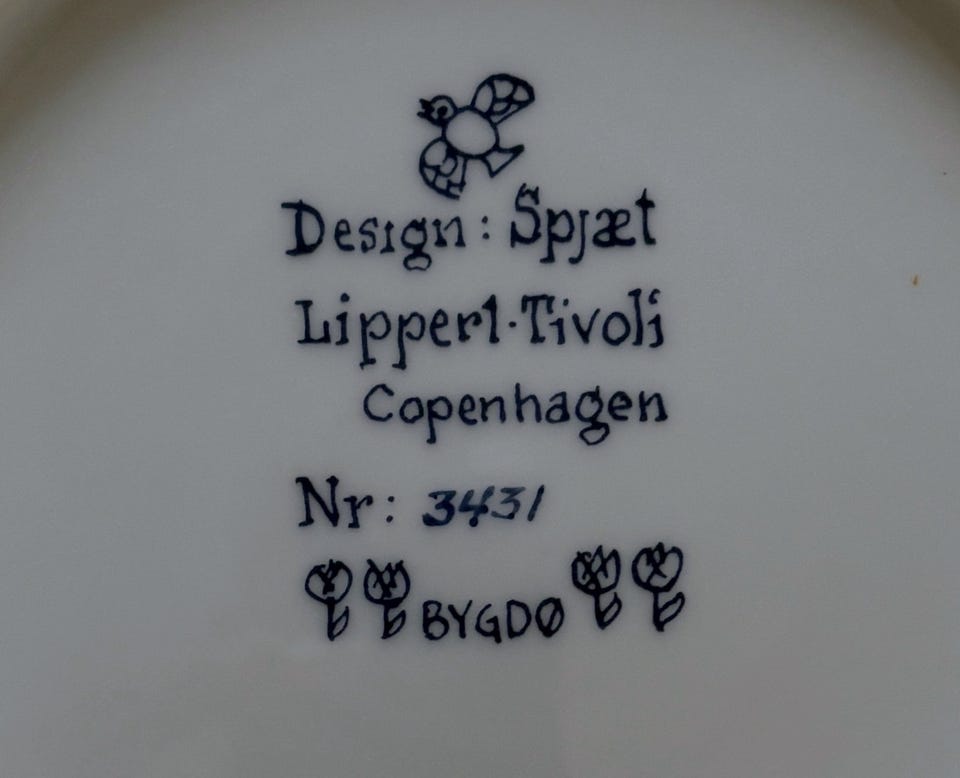 Design: Spjæt
Lippert·Tivoli
Copenhagen
Nr: 3431
BYGDØ